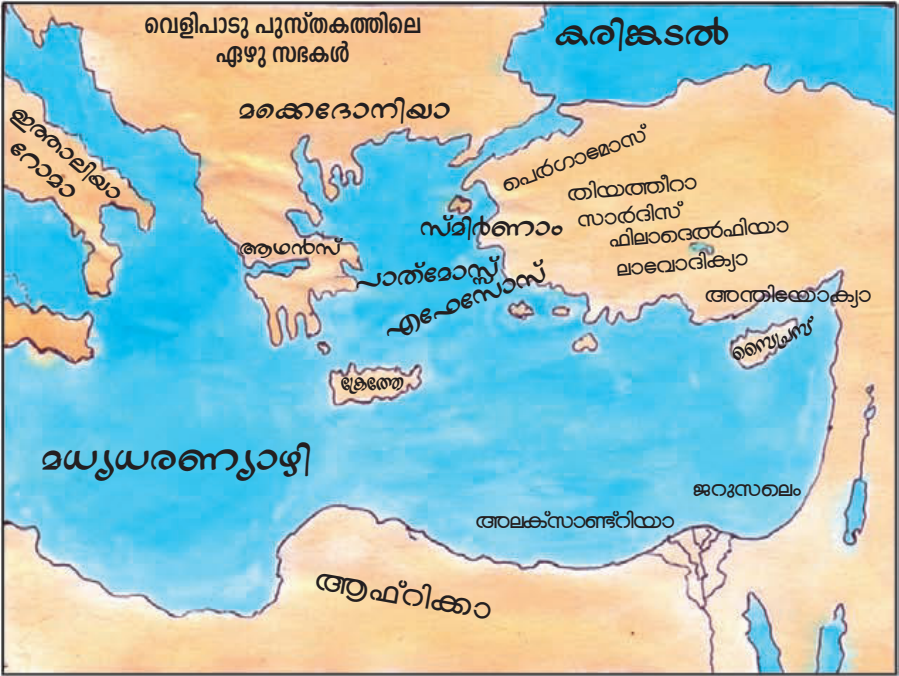 വെളിപാടു പുസ്തകത്തിലെ
ഏഴു സഭകൾ
കരിങ്കടൽ
മക്കെദോനിയാ
ഇത്താലിയാ
റോമാ
പെർഗാമോസ്
തിയത്തീറാ
സാർദിസ്
സ്മിർണാം
ഫിലാദെൽഫിയാ
ആഥൻസ്
ലാവോദിക്യാ
പാത്മോസ്സ്
എഫേസോസ്
അന്തിയോക്യാ
സൈപ്രസ്
ക്രേത്തേ
മധ്യധരണ്യാഴി
ജറുസലെം
അലക്സാണ്ട്റിയാ
ആഫ്റിക്കാ